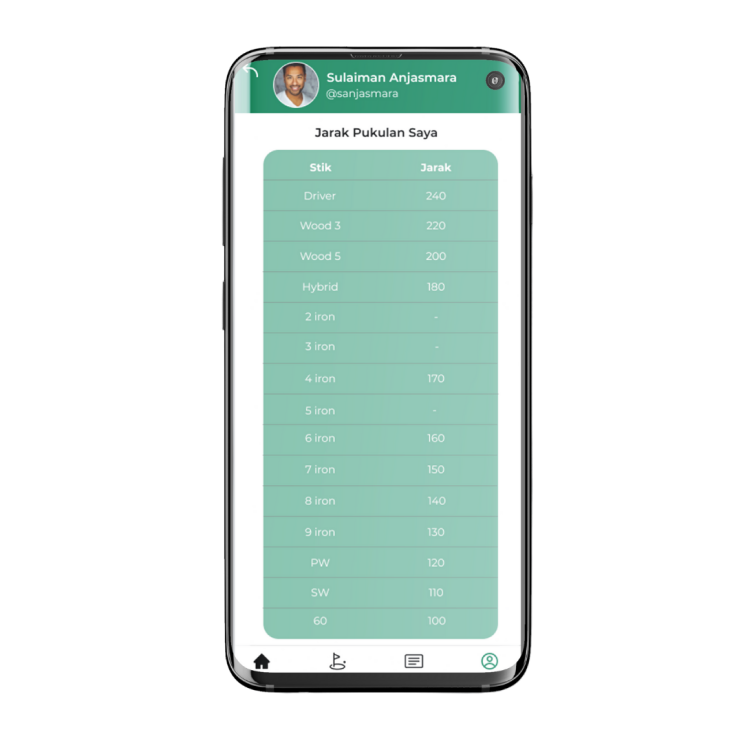 Sulaiman Anjasmara
@sanjasmara
Jarak Pukulan Saya
Stik Jarak
Driver 240
Wood 3 220
Wood 5 200
Hybrid 180
2 iron -
3 iron -
4 iron 170
5 iron -
6 iron 160
7 iron 150
8 iron 140
9 iron 130
PW 120
SW 110
60 100